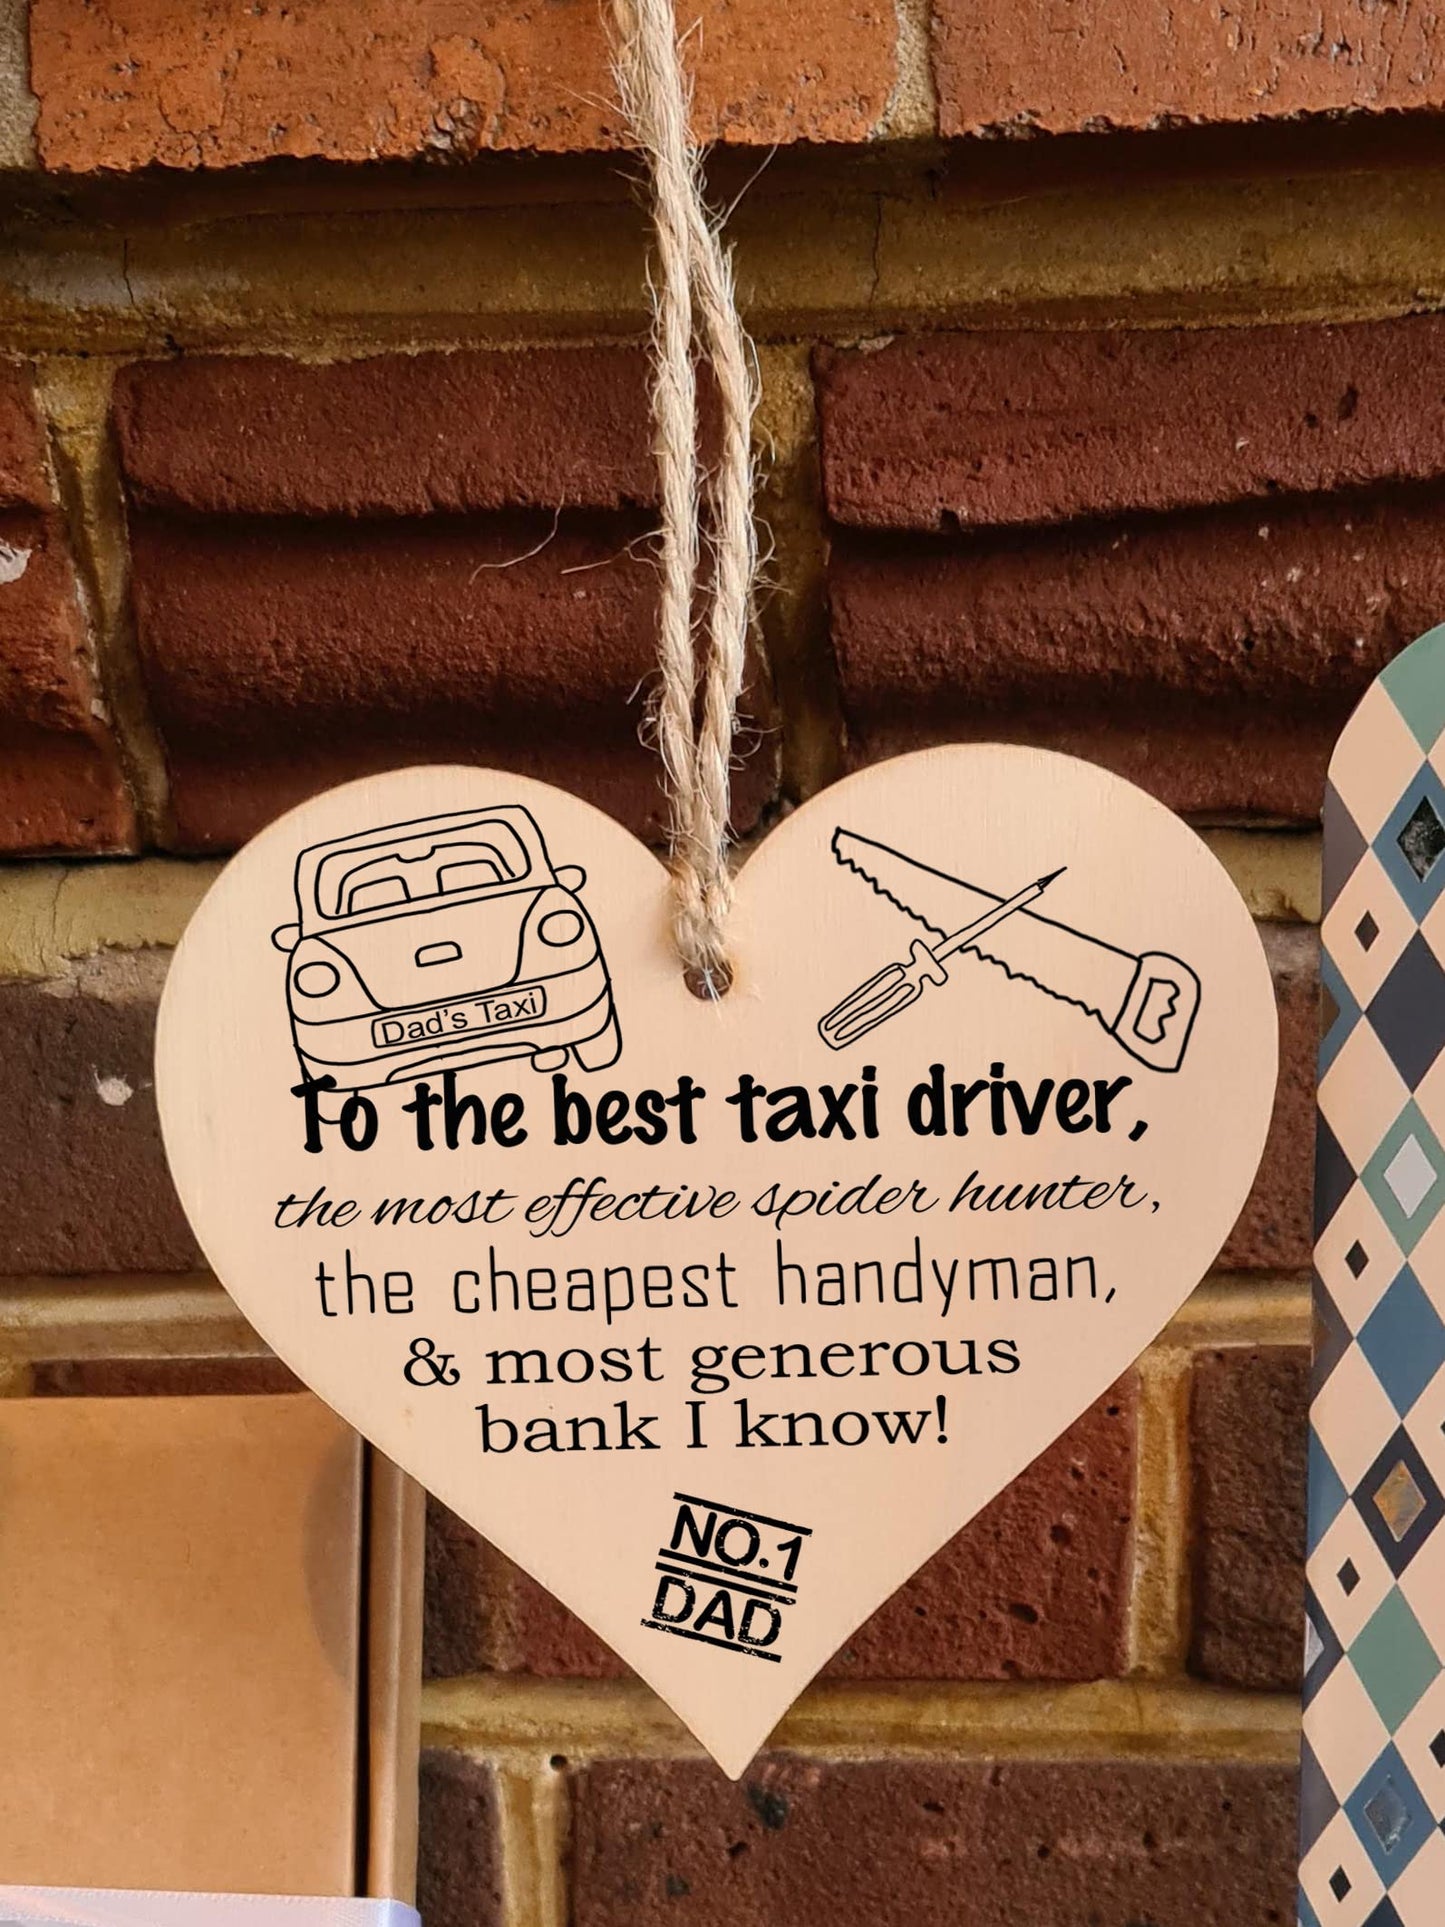 Dad's Taxi
To the best taxi driver,
the most effective spider hunter,
the cheapest handyman,
& most generous
bank I know!
NO.1
DAD